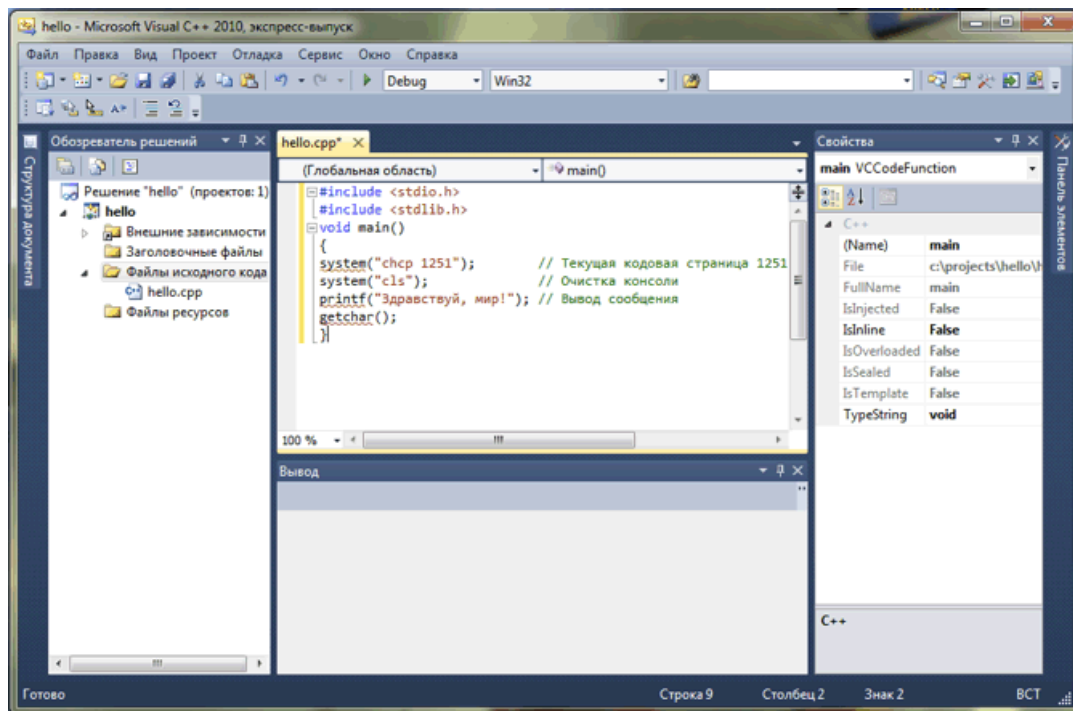 hello - Microsoft Visual C++ 2010, экспресс-выпуск
Файл Правка Вид Проект Отладка Сервис Окно Справка
Debug Win32
Структура документа
Обозреватель решений
Решение "hello" (проектов: 1)
hello
Внешние зависимости
Заголовочные файлы
Файлы исходного кода
hello.cpp
Файлы ресурсов
hello.cpp*
(Глобальная область) main()
#include <stdio.h>
#include <stdlib.h>
void main()
{
system("chcp 1251"); // Текущая кодовая страница 1251
system("cls"); // Очистка консоли
printf("Здравствуй, мир!"); // Вывод сообщения
getchar();
}
100 %
Вывод
Свойства
main VCCodeFunction
C++
(Name) main
File c:\projects\hello\h
FullName main
IsInjected False
IsInline False
IsOverloaded False
IsSealed False
IsTemplate False
TypeString void
C++
Панель элементов
Готово Строка 9 Столбец 2 Знак 2 ВСТ